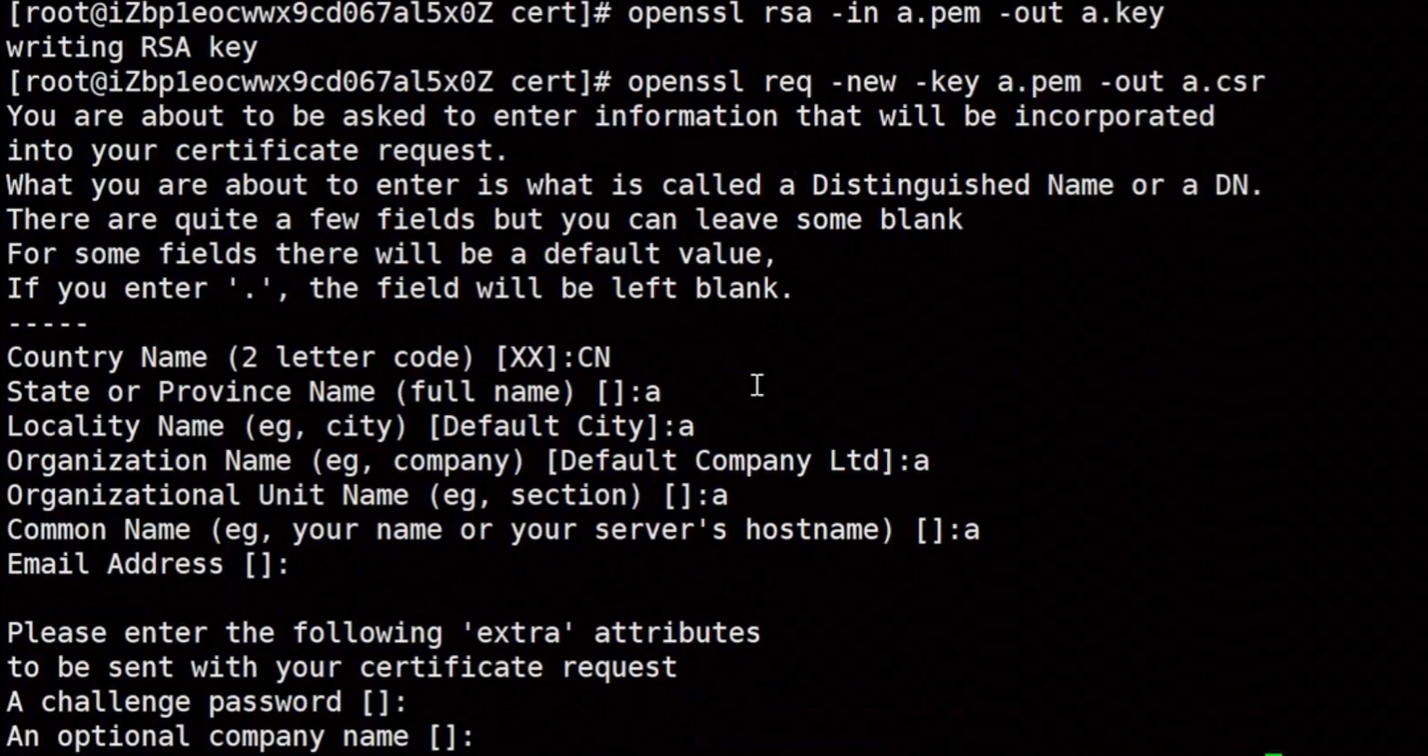 [root@iZbp1eocwwx9cd067al5x0Z cert]# openssl rsa -in a.pem -out a.key
writing RSA key
[root@iZbp1eocwwx9cd067al5x0Z cert]# openssl req -new -key a.pem -out a.csr
You are about to be asked to enter information that will be incorporated
into your certificate request.
What you are about to enter is what is called a Distinguished Name or a DN.
There are quite a few fields but you can leave some blank
For some fields there will be a default value,
If you enter '.', the field will be left blank.
-----
Country Name (2 letter code) [XX]:CN
State or Province Name (full name) []:a
Locality Name (eg, city) [Default City]:a
Organization Name (eg, company) [Default Company Ltd]:a
Organizational Unit Name (eg, section) []:a
Common Name (eg, your name or your server's hostname) []:a
Email Address []:
Please enter the following 'extra' attributes
to be sent with your certificate request
A challenge password []:
An optional company name []: